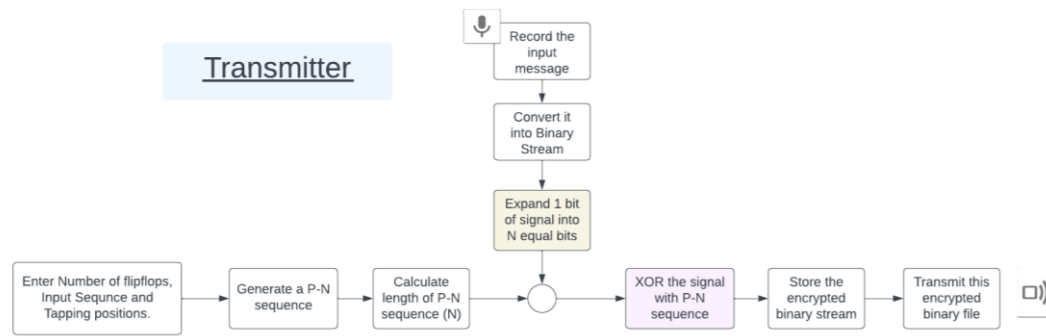 Transmitter
Record the
input
message
Convert it
into Binary
Stream
Expand 1 bit
of signal into
N equal bits
Enter Number of flipflops,
Input Sequnce and
Tapping positions.
Generate a P-N
sequence
Calculate
length of P-N
sequence (N)
XOR the signal
with P-N
sequence
Store the
encrypted
binary stream
Transmit this
encrypted
binary file